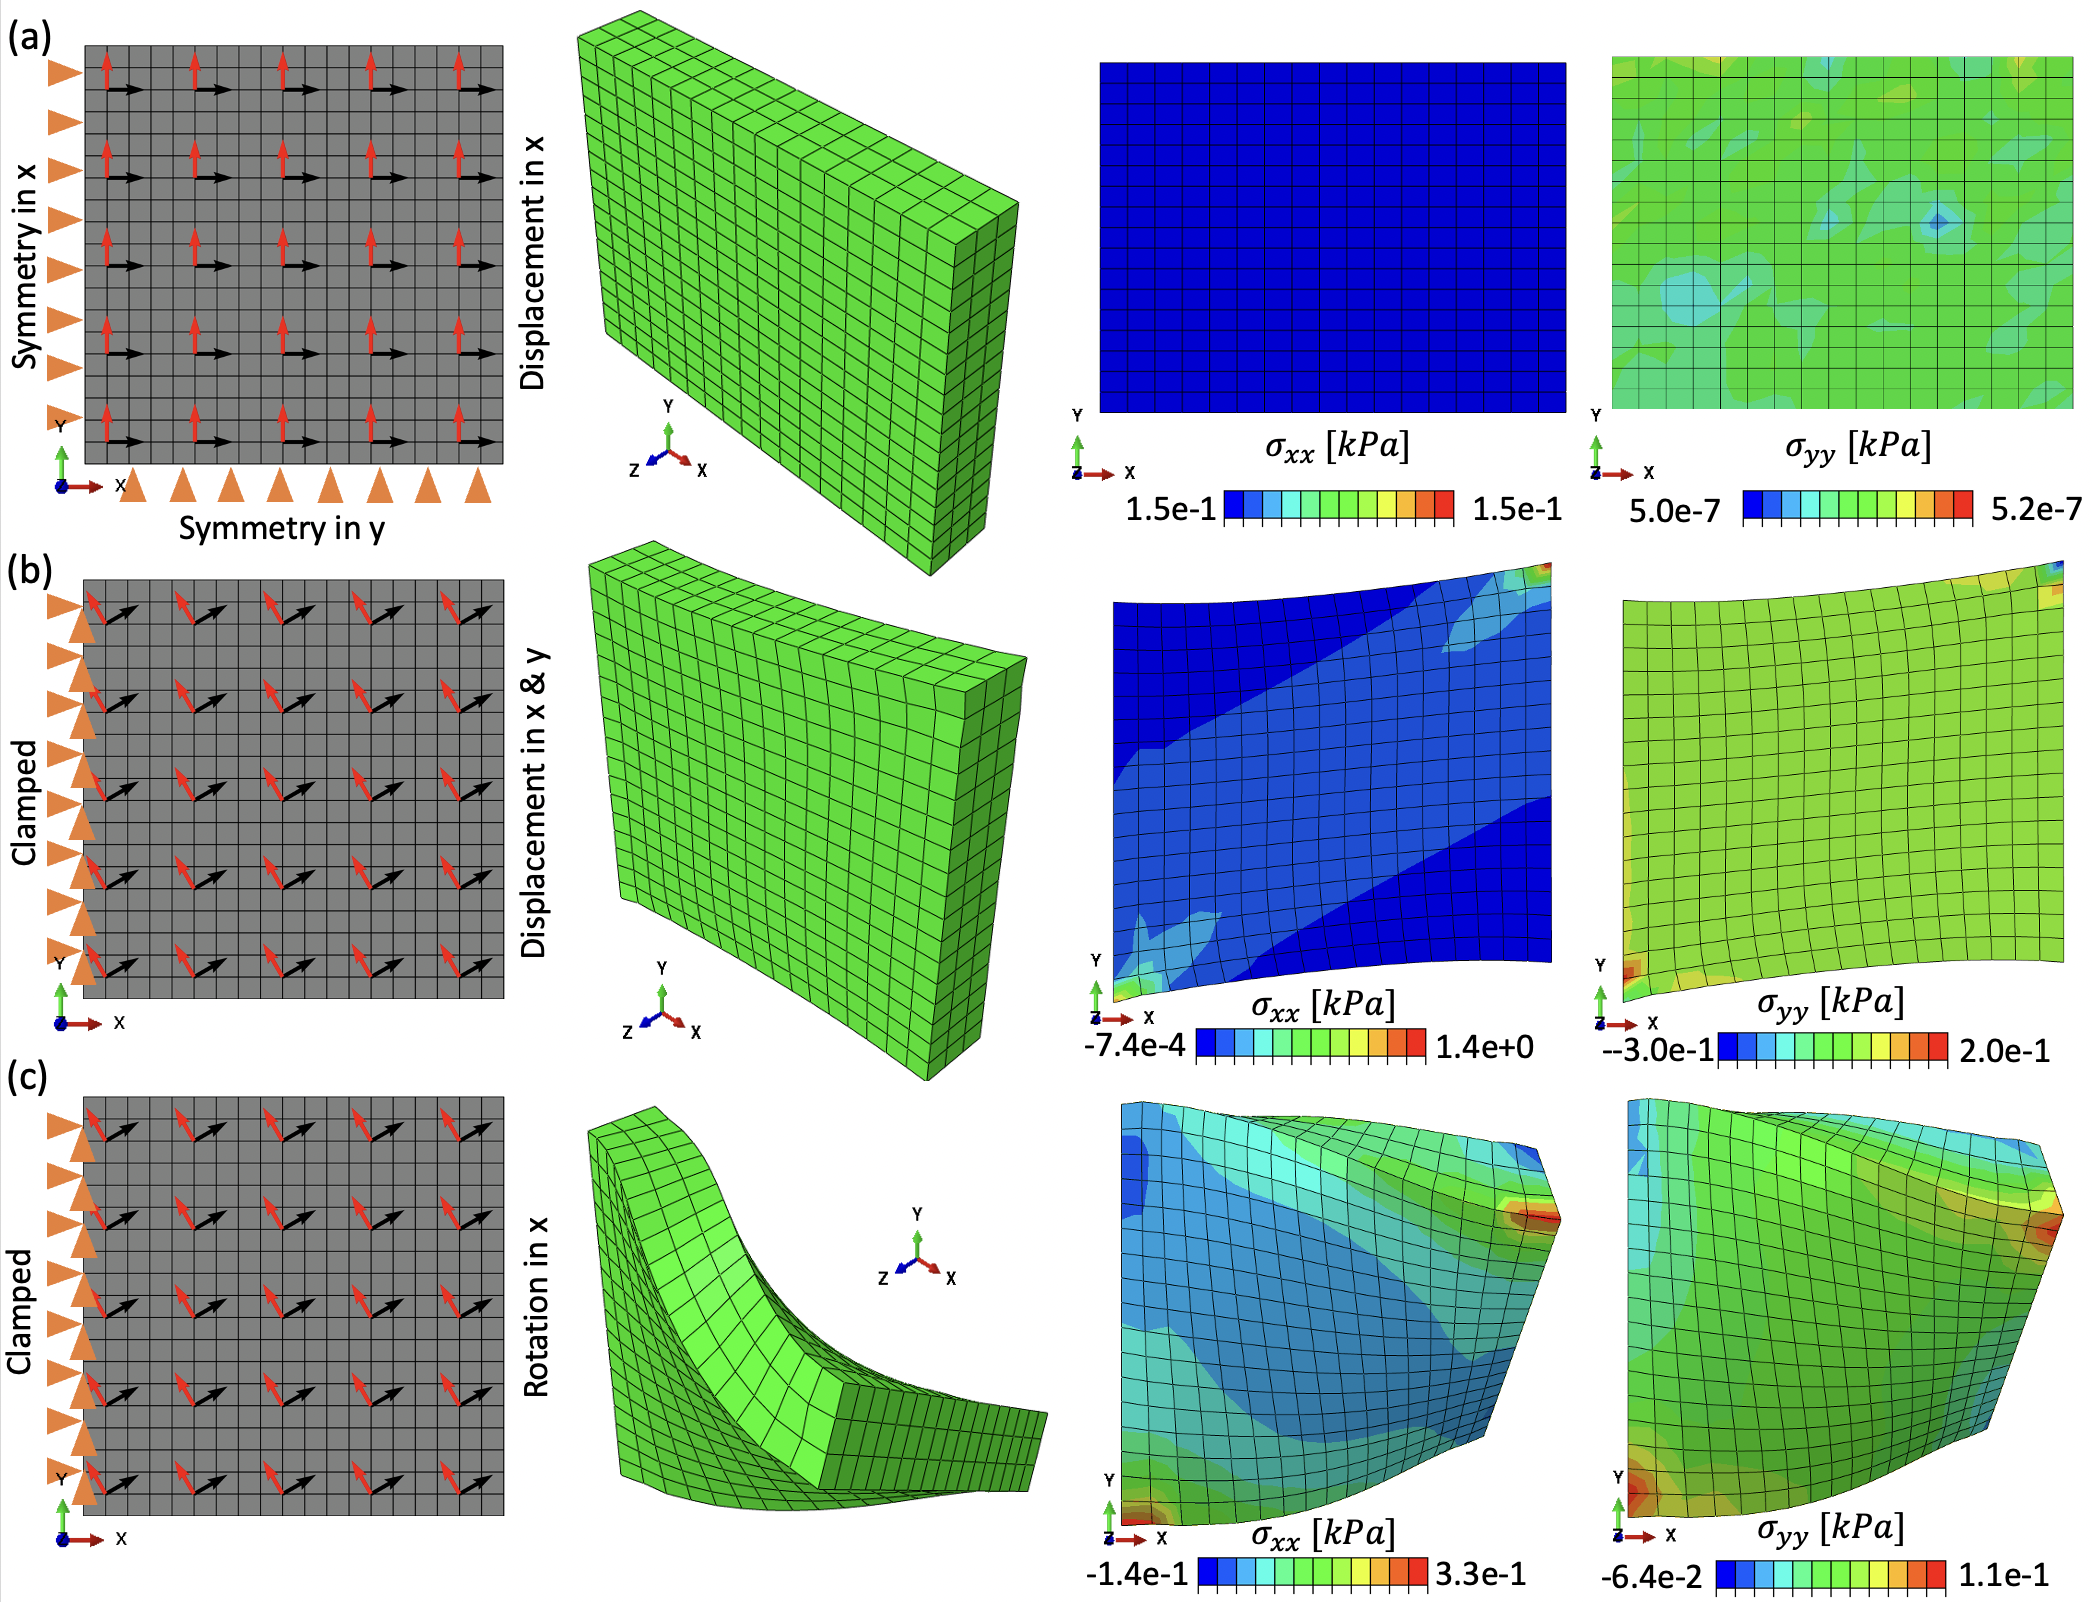 (a)
Symmetry in x
Displacement in x
Y
Z X
Symmetry in y
Y
Z X
Y
Z X
σxx [kPa]
1.5e-1 1.5e-1
Y
Z X
σyy [kPa]
5.0e-7 5.2e-7
(b)
Clamped
Displacement in x & y
Y
Z X
Y
Z X
Y
Z X
σxx [kPa]
-7.4e-4 1.4e+0
Y
Z X
σyy [kPa]
--3.0e-1 2.0e-1
(c)
Clamped
Rotation in x
Y
Z X
Y
Z X
Y
Z X
σxx [kPa]
-1.4e-1 3.3e-1
Y
Z X
σyy [kPa]
-6.4e-2 1.1e-1